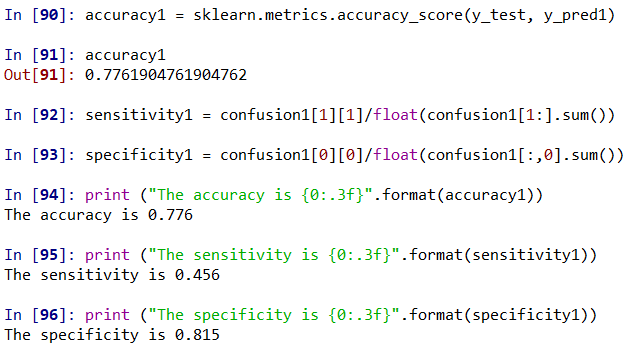 In [90]: accuracy1 = sklearn.metrics.accuracy_score(y_test, y_pred1)
In [91]: accuracy1
Out[91]: 0.7761904761904762
In [92]: sensitivity1 = confusion1[1][1]/float(confusion1[1:].sum())
In [93]: specificity1 = confusion1[0][0]/float(confusion1[:,0].sum())
In [94]: print ("The accuracy is {0:.3f}".format(accuracy1))
The accuracy is 0.776
In [95]: print ("The sensitivity is {0:.3f}".format(sensitivity1))
The sensitivity is 0.456
In [96]: print ("The specificity is {0:.3f}".format(specificity1))
The specificity is 0.815